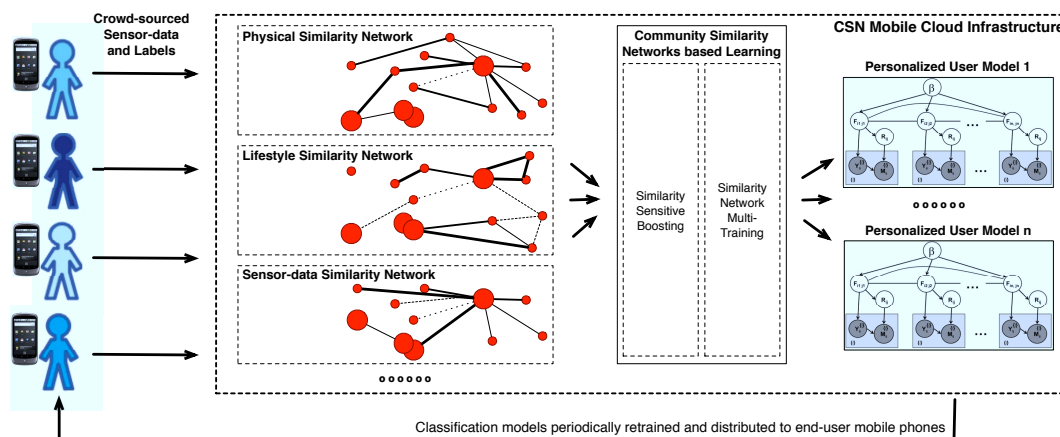 Crowd-sourced
Sensor-data
and Labels
Physical Similarity Network
Lifestyle Similarity Network
Sensor-data Similarity Network
Community Similarity
Networks based Learning
Similarity
Sensitive
Boosting
Similarity
Network
Multi-
Training
CSN Mobile Cloud Infrastructure
Personalized User Model 1
β
...
...
Personalized User Model n
β
...
...
Classification models periodically retrained and distributed to end-user mobile phones